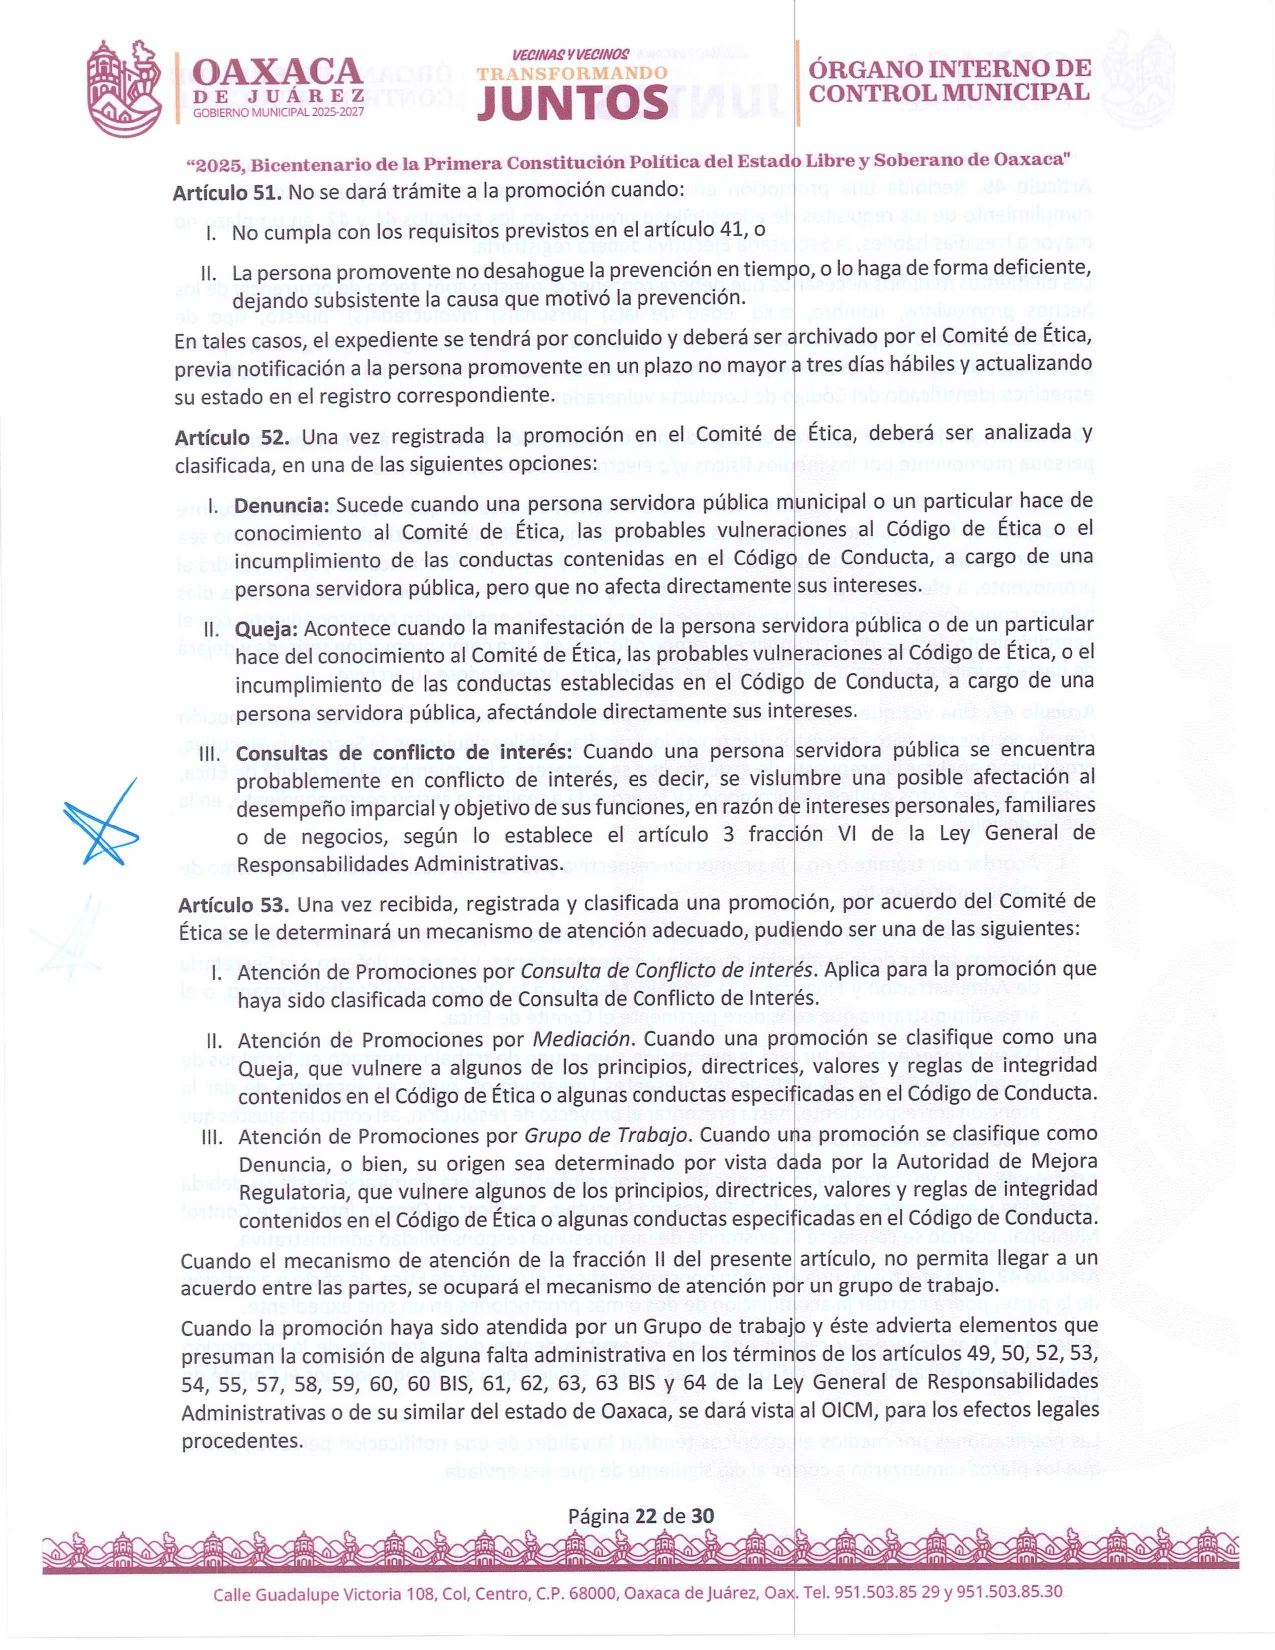 OAXACA
DE JUÁREZ
GOBIERNO MUNICIPAL 2025-2027
VECINAS Y VECINOS
TRANSFORMANDO
JUNTOS
ÓRGANO INTERNO DE
CONTROL MUNICIPAL
“2025, Bicentenario de la Primera Constitución Política del Estado Libre y Soberano de Oaxaca"
Artículo 51. No se dará trámite a la promoción cuando:
I. No cumpla con los requisitos previstos en el artículo 41, o
II. La persona promovente no desahogue la prevención en tiempo, o lo haga de forma deficiente,
dejando subsistente la causa que motivó la prevención.
En tales casos, el expediente se tendrá por concluido y deberá ser archivado por el Comité de Ética,
previa notificación a la persona promovente en un plazo no mayor a tres días hábiles y actualizando
su estado en el registro correspondiente.
Artículo 52. Una vez registrada la promoción en el Comité de Ética, deberá ser analizada y
clasificada, en una de las siguientes opciones:
I. Denuncia: Sucede cuando una persona servidora pública municipal o un particular hace de
conocimiento al Comité de Ética, las probables vulneraciones al Código de Ética o el
incumplimiento de las conductas contenidas en el Código de Conducta, a cargo de una
persona servidora pública, pero que no afecta directamente sus intereses.
II. Queja: Acontece cuando la manifestación de la persona servidora pública o de un particular
hace del conocimiento al Comité de Ética, las probables vulneraciones al Código de Ética, o el
incumplimiento de las conductas establecidas en el Código de Conducta, a cargo de una
persona servidora pública, afectándole directamente sus intereses.
III. Consultas de conflicto de interés: Cuando una persona servidora pública se encuentra
probablemente en conflicto de interés, es decir, se vislumbre una posible afectación al
desempeño imparcial y objetivo de sus funciones, en razón de intereses personales, familiares
o de negocios, según lo establece el artículo 3 fracción VI de la Ley General de
Responsabilidades Administrativas.
Artículo 53. Una vez recibida, registrada y clasificada una promoción, por acuerdo del Comité de
Ética se le determinará un mecanismo de atención adecuado, pudiendo ser una de las siguientes:
I. Atención de Promociones por Consulta de Conflicto de interés. Aplica para la promoción que
haya sido clasificada como de Consulta de Conflicto de Interés.
II. Atención de Promociones por Mediación. Cuando una promoción se clasifique como una
Queja, que vulnere a algunos de los principios, directrices, valores y reglas de integridad
contenidos en el Código de Ética o algunas conductas especificadas en el Código de Conducta.
III. Atención de Promociones por Grupo de Trabajo. Cuando una promoción se clasifique como
Denuncia, o bien, su origen sea determinado por vista dada por la Autoridad de Mejora
Regulatoria, que vulnere algunos de los principios, directrices, valores y reglas de integridad
contenidos en el Código de Ética o algunas conductas especificadas en el Código de Conducta.
Cuando el mecanismo de atención de la fracción II del presente artículo, no permita llegar a un
acuerdo entre las partes, se ocupará el mecanismo de atención por un grupo de trabajo.
Cuando la promoción haya sido atendida por un Grupo de trabajo y éste advierta elementos que
presuman la comisión de alguna falta administrativa en los términos de los artículos 49, 50, 52, 53,
54, 55, 57, 58, 59, 60, 60 BIS, 61, 62, 63, 63 BIS y 64 de la Ley General de Responsabilidades
Administrativas o de su similar del estado de Oaxaca, se dará vista al OICM, para los efectos legales
procedentes.
Página 22 de 30
Calle Guadalupe Victoria 108, Col, Centro, C.P. 68000, Oaxaca de Juárez, Oax. Tel. 951.503.85 29 y 951.503.85.30